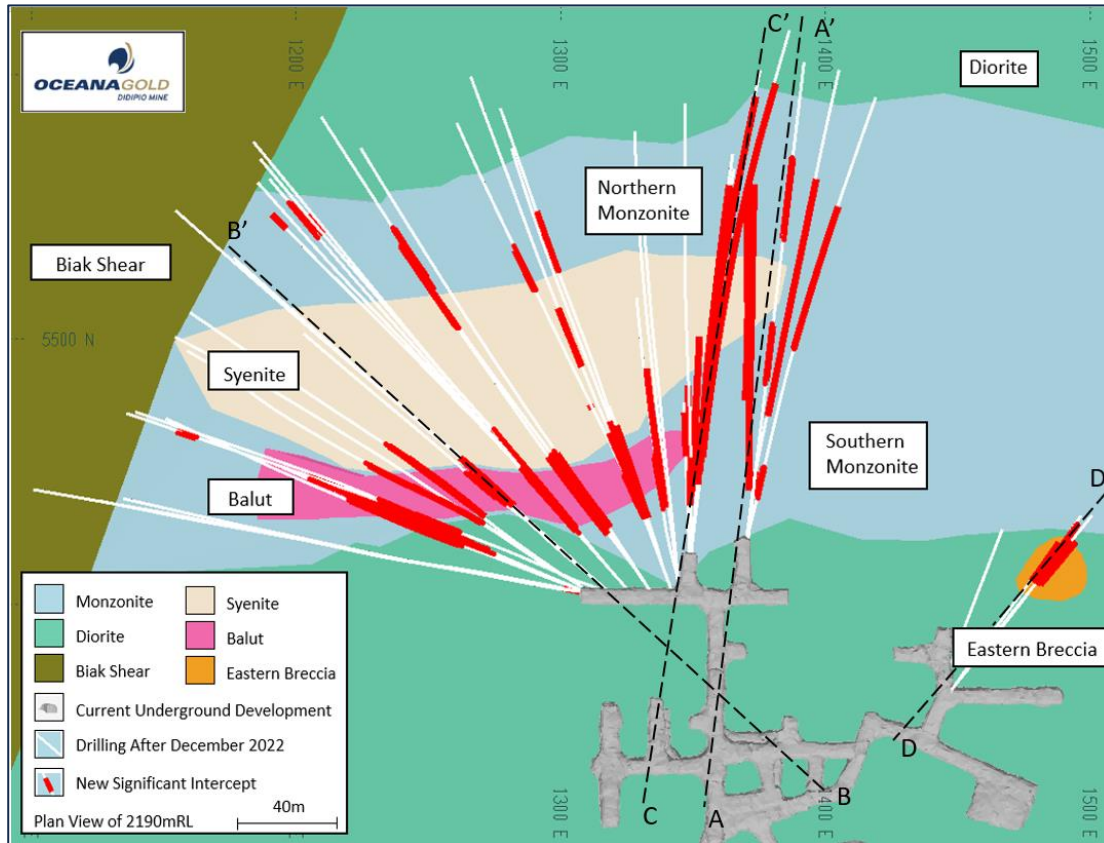 OCEANAGOLD
DIDIPIO MINE
1200 E
1300 E
C'
A'
1400 E
1500 E
Diorite
Northern
Monzonite
B'
Biak Shear
5500 N
Syenite
Southern
Monzonite
Balut
D'
Eastern Breccia
D
B
C
A
1300 E
1400 E
1500 E
Monzonite
Syenite
Diorite
Balut
Biak Shear
Eastern Breccia
Current Underground Development
Drilling After December 2022
New Significant Intercept
Plan View of 2190mRL
40m